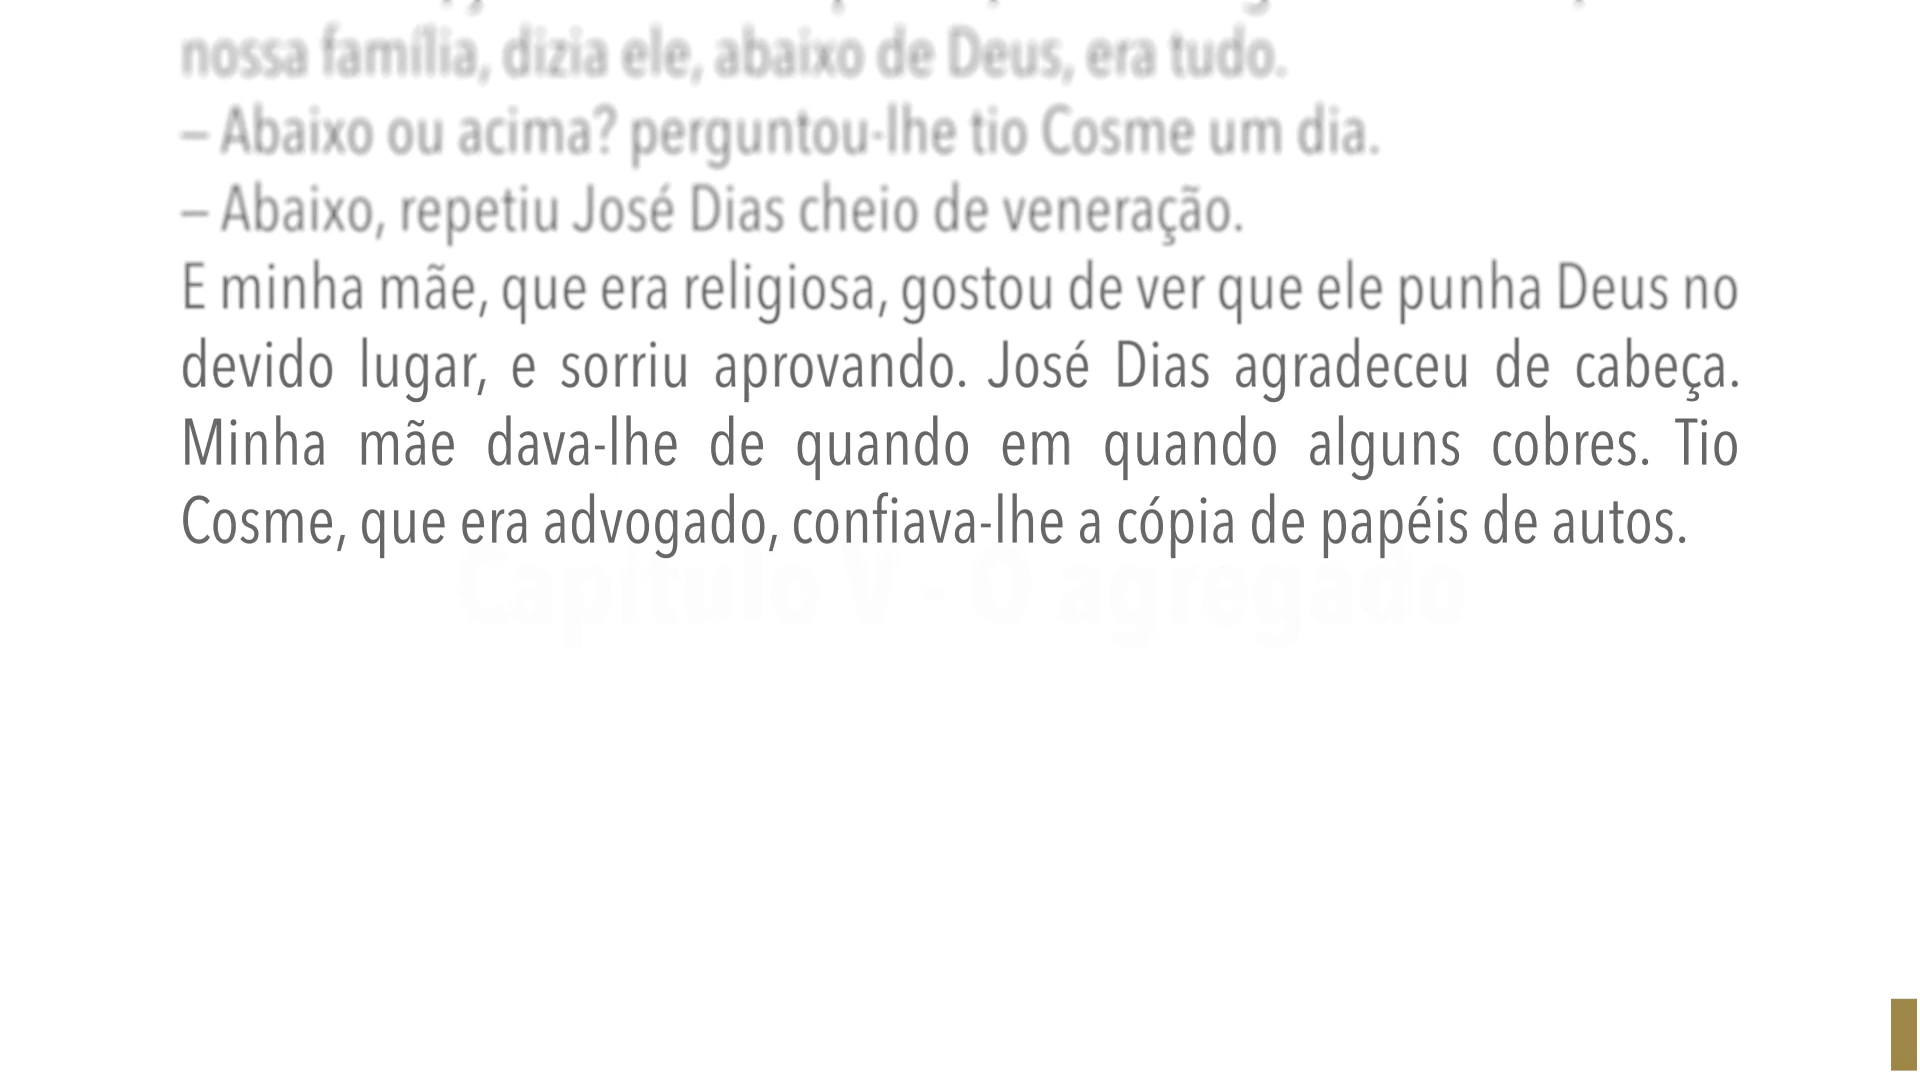 nossa família, dizia ele, abaixo de Deus, era tudo.
– Abaixo ou acima? perguntou-lhe tio Cosme um dia.
– Abaixo, repetiu José Dias cheio de veneração.
E minha mãe, que era religiosa, gostou de ver que ele punha Deus no
devido lugar, e sorriu aprovando. José Dias agradeceu de cabeça.
Minha mãe dava-lhe de quando em quando alguns cobres. Tio
Cosme, que era advogado, confiava-lhe a cópia de papéis de autos.
Capítulo V - O agregado